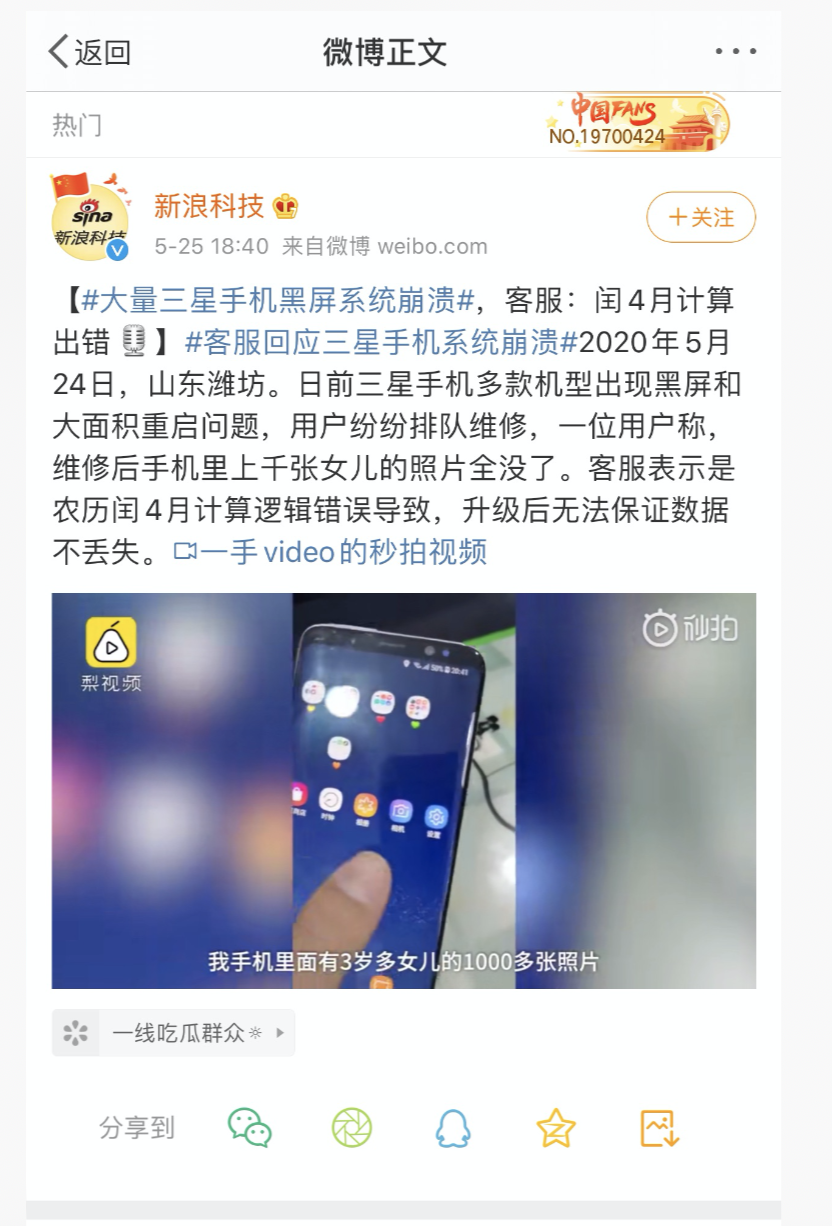 返回
微博正文
热门
中国FANS
NO.19700424
sina
新浪科技
新浪科技
5-25 18:40 来自微博 weibo.com
+关注
【#大量三星手机黑屏系统崩溃#，客服：闰4月计算
出错🎙️】#客服回应三星手机系统崩溃#2020年5月
24日，山东潍坊。日前三星手机多款机型出现黑屏和
大面积重启问题，用户纷纷排队维修，一位用户称，
维修后手机里上千张女儿的照片全没了。客服表示是
农历闰4月计算逻辑错误导致，升级后无法保证数据
不丢失。一手video的秒拍视频
梨视频
秒拍
58% 20:41
时钟
相册
相机
设置
我手机里面有3岁多女儿的1000多张照片
一线吃瓜群众
分享到